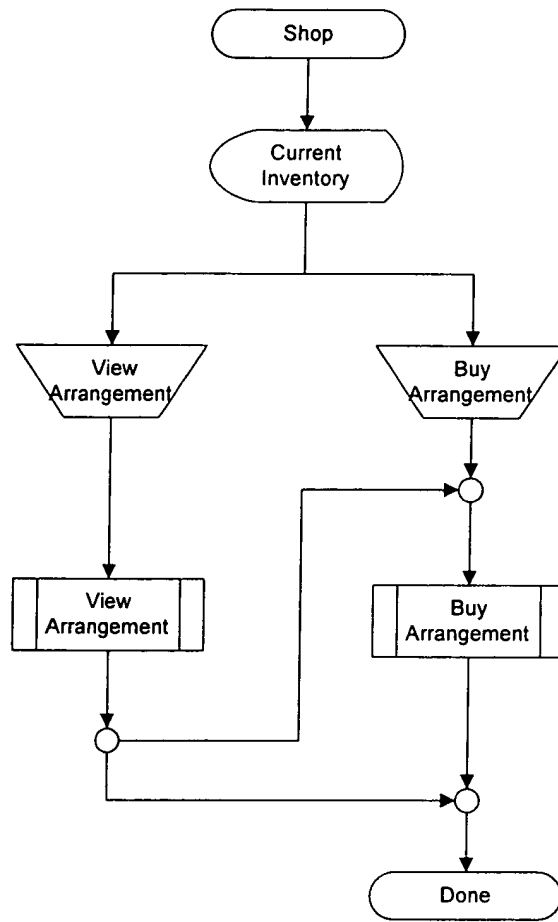 Shop
Current
Inventory
View
Arrangement
Buy
Arrangement
View
Arrangement
Buy
Arrangement
Done